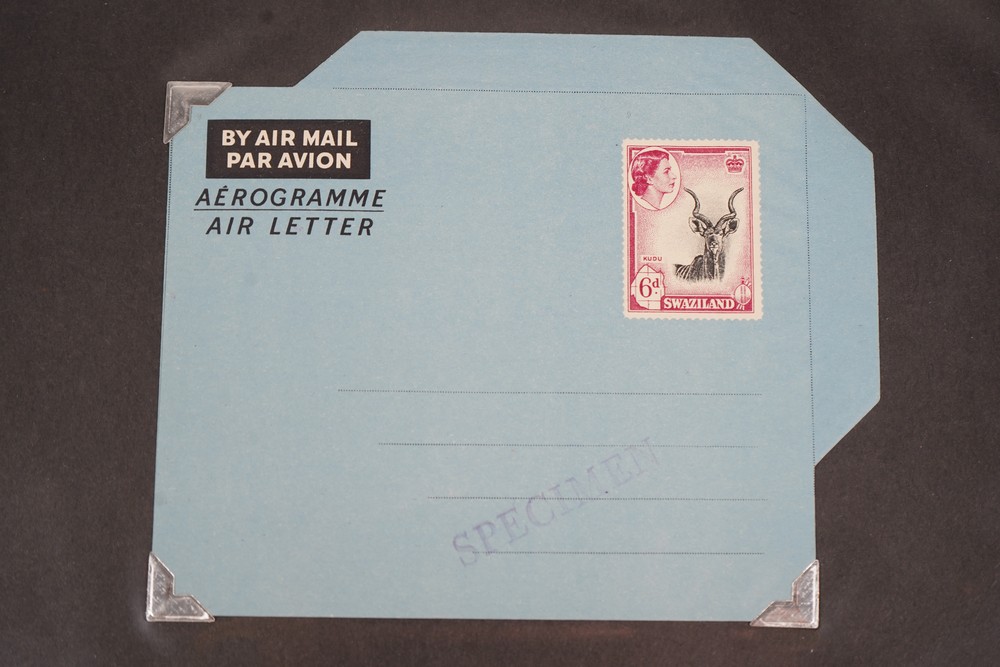 BY AIR MAIL
PAR AVION
AÉROGRAMME
AIR LETTER
KUDU
6d
SWAZILAND
SPECIMEN